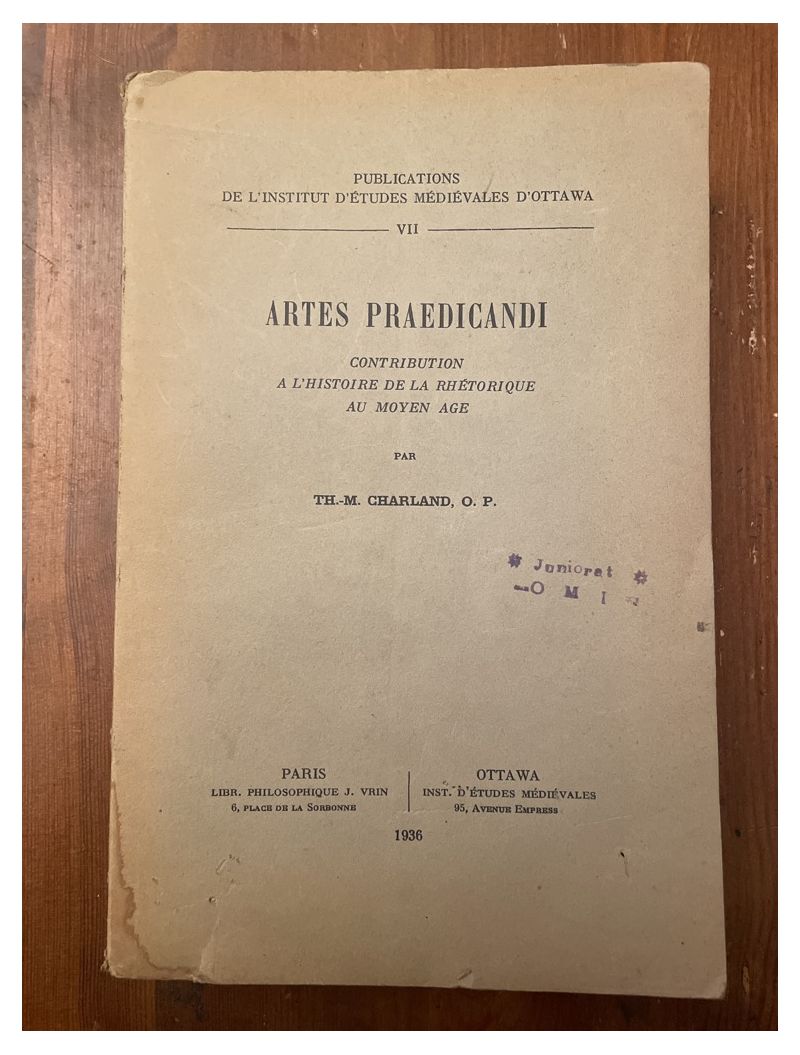 PUBLICATIONS
DE L'INSTITUT D'ÉTUDES MÉDIÉVALES D'OTTAWA
VII
ARTES PRAEDICANDI
CONTRIBUTION
A L'HISTOIRE DE LA RHÉTORIQUE
AU MOYEN AGE
PAR
TH.-M. CHARLAND, O. P.
* Juniorat *
O M I
PARIS
LIBR. PHILOSOPHIQUE J. VRIN
6, PLACE DE LA SORBONNE
OTTAWA
INST. D'ÉTUDES MÉDIÉVALES
95, AVENUE EMPRESS
1936